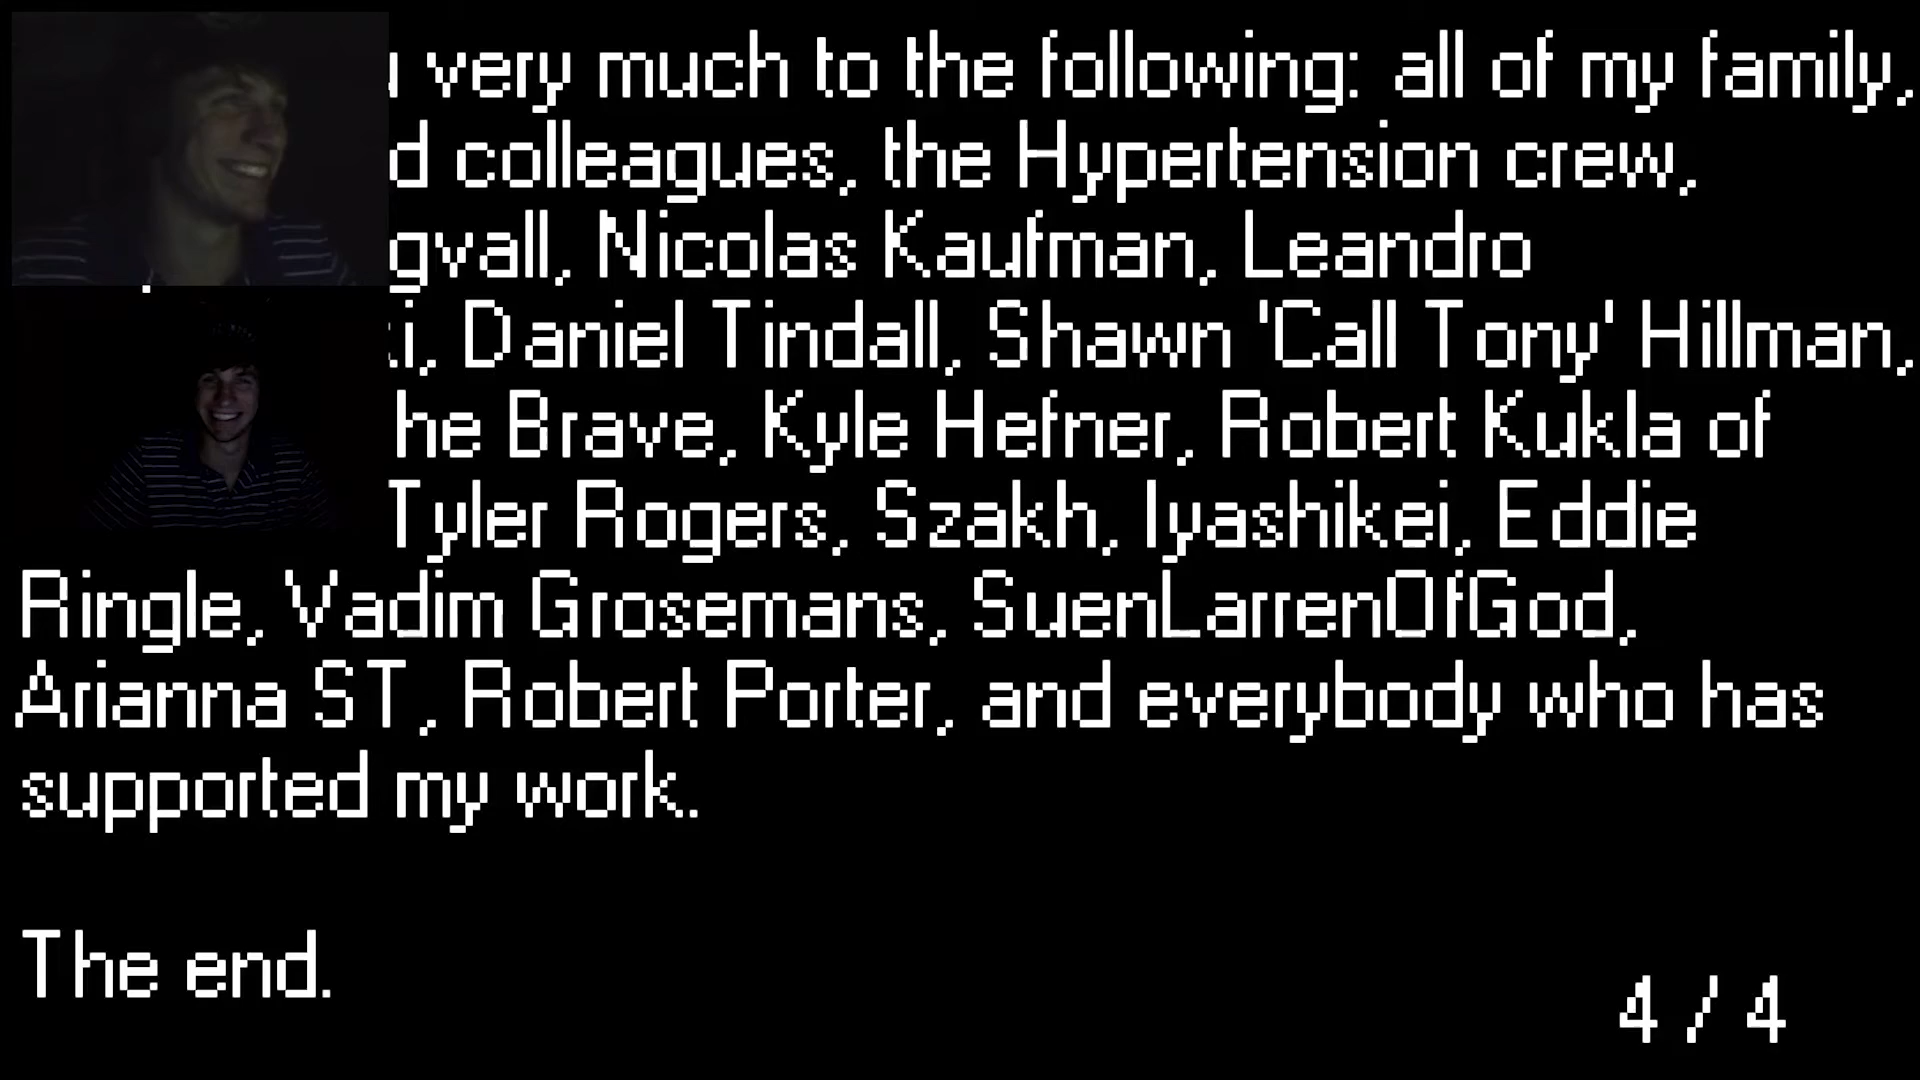 very much to the following: all of my family,
colleagues, the Hypertension crew,
Nicolas Kaufman, Leandro
Daniel Tindall, Shawn 'Call Tony' Hillman,
Brave, Kyle Hefner, Robert Kukla of
Tyler Rogers, Szakh, Iyashikei, Eddie
Ringle, Vadim Grosemans, SuenLarrenOfGod,
Arianna ST, Robert Porter, and everybody who has
supported my work.
The end.
4 / 4